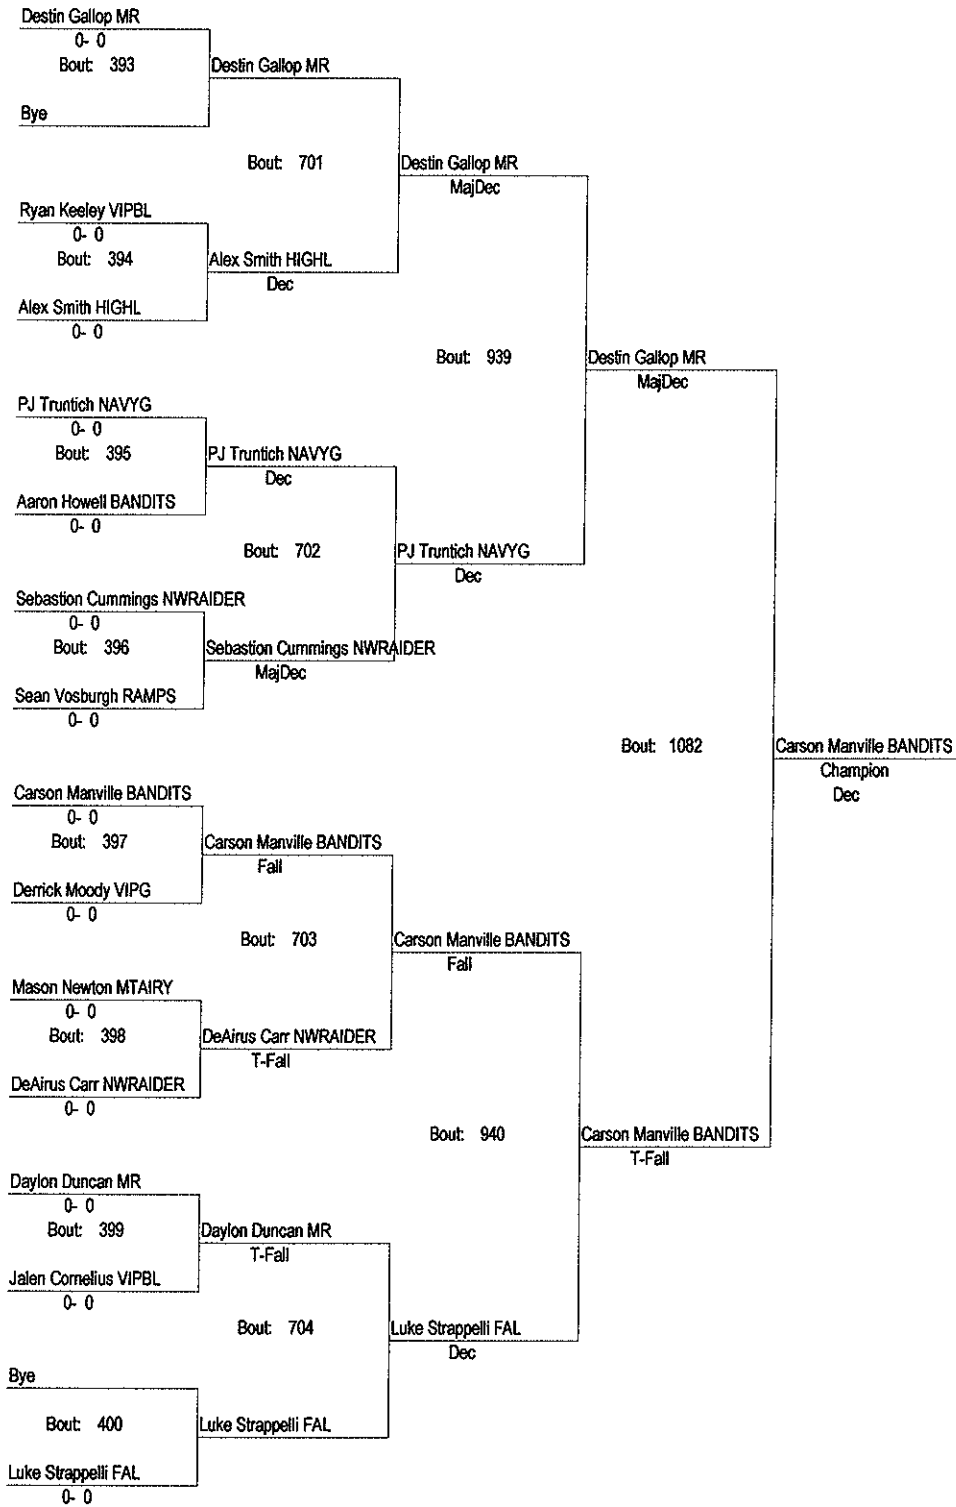 Destin Gallop MR
0- 0
Bout: 393
Destin Gallop MR
Bye
Bout: 701
Destin Gallop MR
MajDec
Ryan Keeley VIPBL
0- 0
Bout: 394
Alex Smith HIGHL
Dec
Alex Smith HIGHL
0- 0
Bout: 939
Destin Gallop MR
MajDec
PJ Truntich NAVYG
0- 0
Bout: 395
PJ Truntich NAVYG
Dec
Aaron Howell BANDITS
0- 0
Bout: 702
PJ Truntich NAVYG
Dec
Sebastion Cummings NWRAIDER
0- 0
Bout: 396
Sebastion Cummings NWRAIDER
MajDec
Sean Vosburgh RAMPS
0- 0
Bout: 1082
Carson Manville BANDITS
Champion
Dec
Carson Manville BANDITS
0- 0
Bout: 397
Carson Manville BANDITS
Fall
Derrick Moody VIPG
0- 0
Bout: 703
Carson Manville BANDITS
Fall
Mason Newton MTAIRY
0- 0
Bout: 398
DeAirus Carr NWRAIDER
T-Fall
DeAirus Carr NWRAIDER
0- 0
Bout: 940
Carson Manville BANDITS
T-Fall
Daylon Duncan MR
0- 0
Bout: 399
Daylon Duncan MR
T-Fall
Jalen Cornelius VIPBL
0- 0
Bout: 704
Luke Strappelli FAL
Dec
Bye
Bout: 400
Luke Strappelli FAL
Luke Strappelli FAL
0- 0